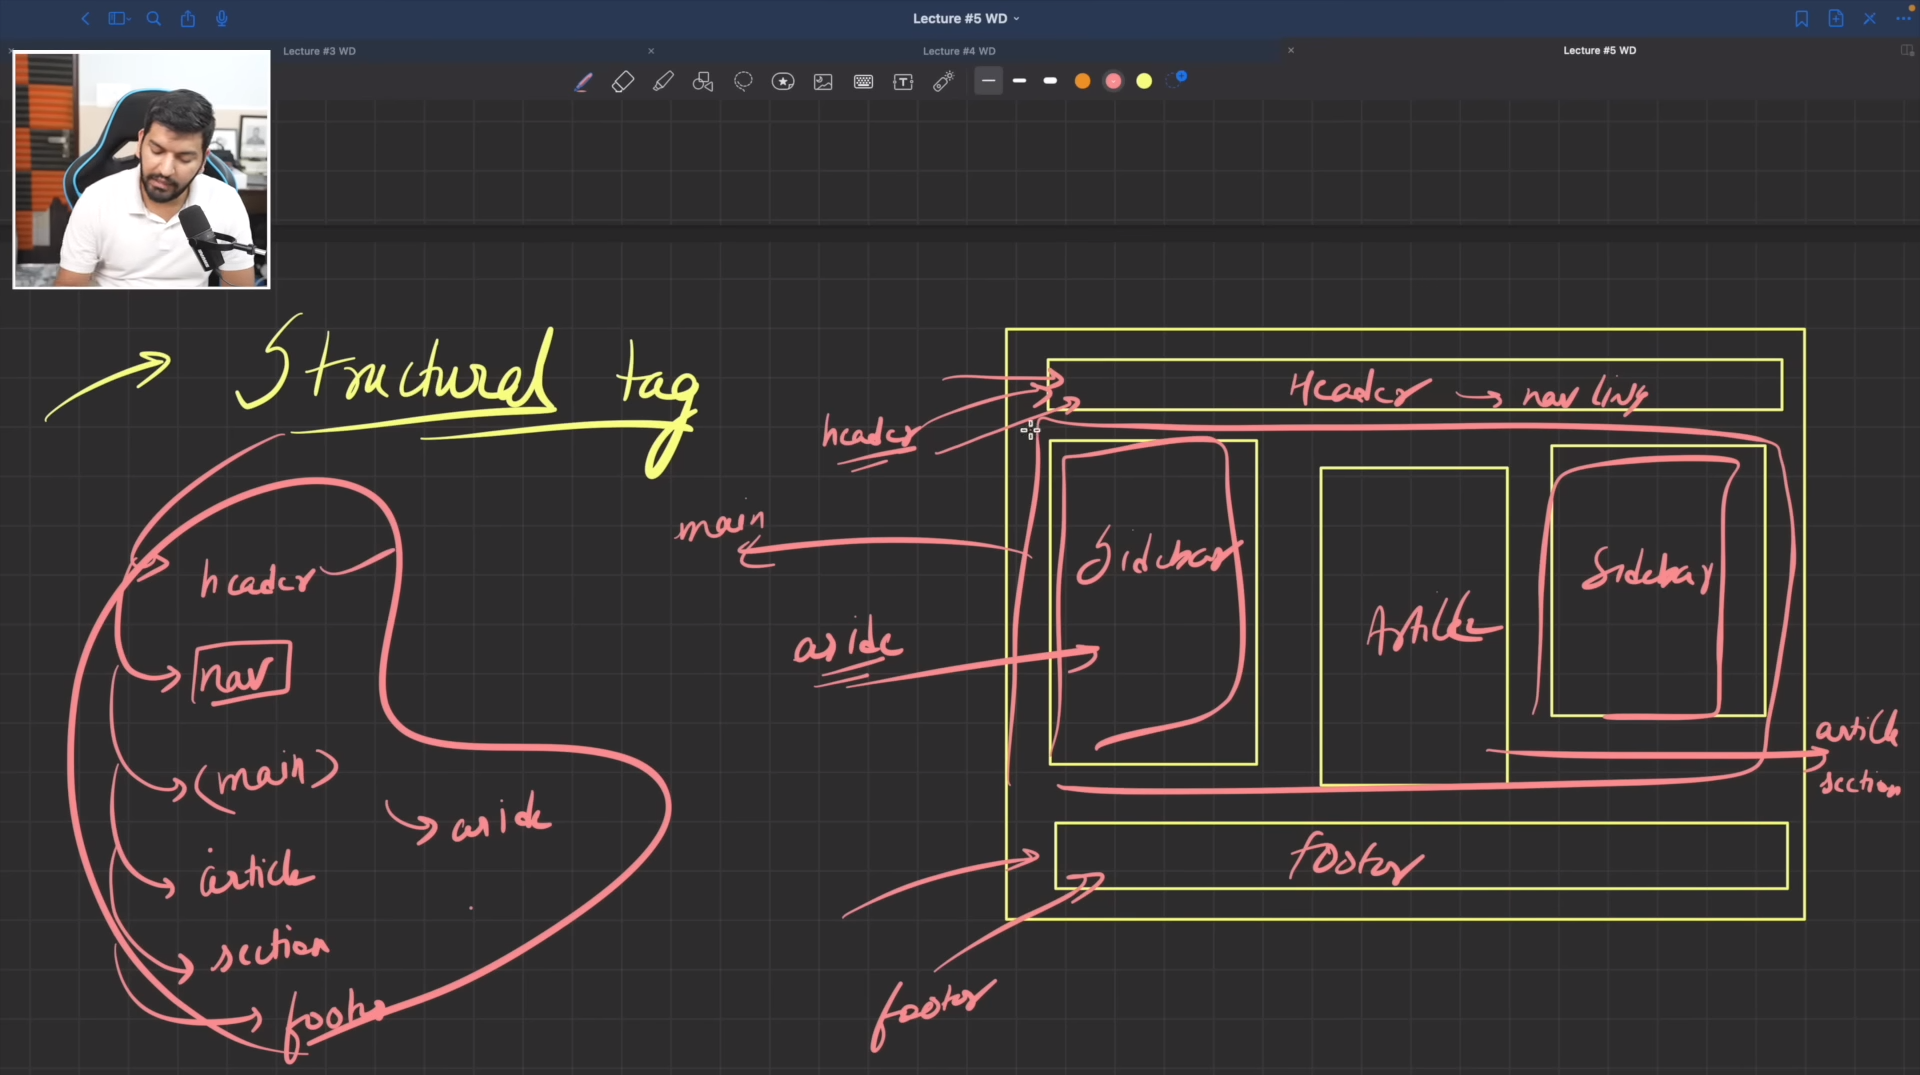 Lecture #5 WD
Lecture #3 WD
Lecture #4 WD
Lecture #5 WD
Structural tag
header
nav
(main)
aside
article
section
footer
Header → nav link
header
main
Sidebar
Sidebar
Article
aside
article
section
footer
footer